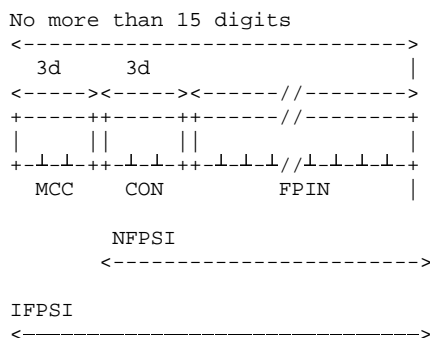 No more than 15 digits
3d 3d
MCC CON FPIN
NFPSI
IFPSI